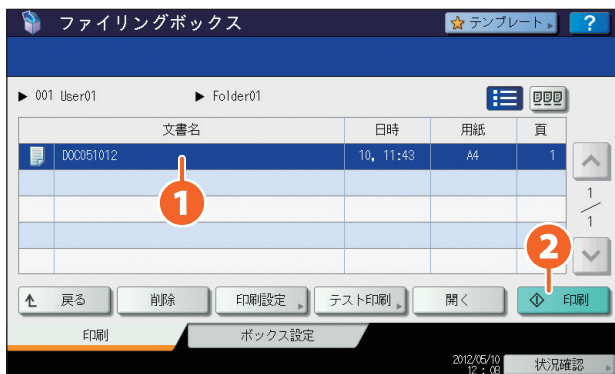 ファイリングボックス
テンプレート
?
▶ 001 User01 ▶ Folder01
文書名 日時 用紙 頁
DOC051012 10, 11:43 A4 1
1
2
1
1
戻る 削除 印刷設定 テスト印刷 開く 印刷
印刷 ボックス設定
2012/05/10
12 : 08
状況確認